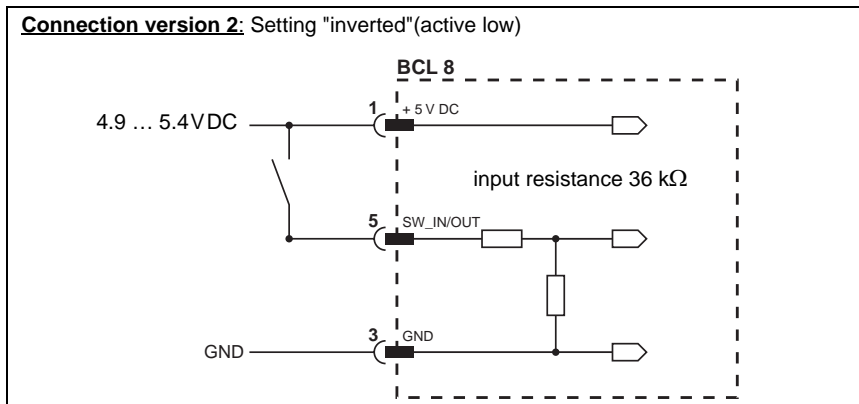 Connection version 2: Setting "inverted"(active low)
BCL 8
4.9 … 5.4VDC
1
+ 5 V DC
input resistance 36 kΩ
5
SW_IN/OUT
GND
3
GND